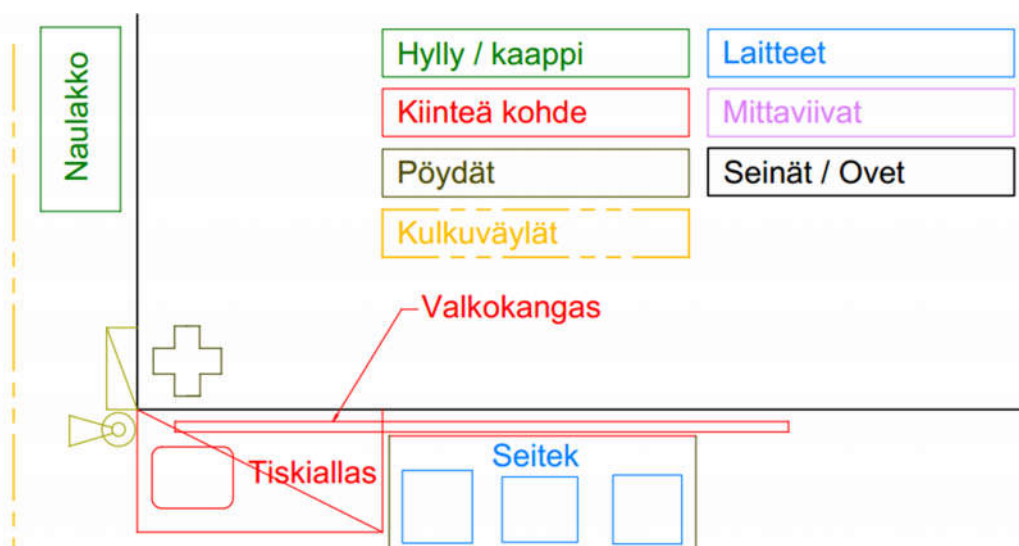 Naulakko
Hylly / kaappi
Laitteet
Kiinteä kohde
Mittaviivat
Pöydät
Seinät / Ovet
Kulkuväylät
Valkokangas
Seitek
Tiskiallas